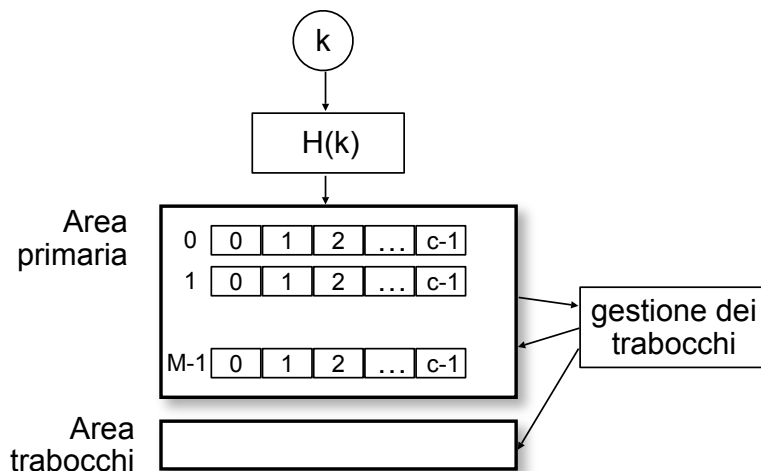 k
H(k)
Area
primaria
0 0 1 2 ... c-1
1 0 1 2 ... c-1
M-1 0 1 2 ... c-1
gestione dei
trabocchi
Area
trabocchi